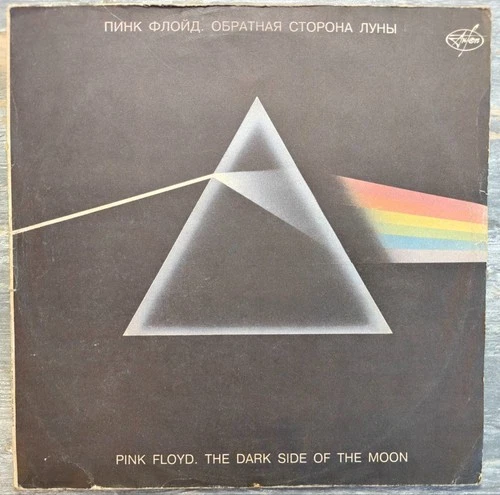 ПИНК ФЛОЙД. ОБРАТНАЯ СТОРОНА ЛУНЫ
PINK FLOYD. THE DARK SIDE OF THE MOON